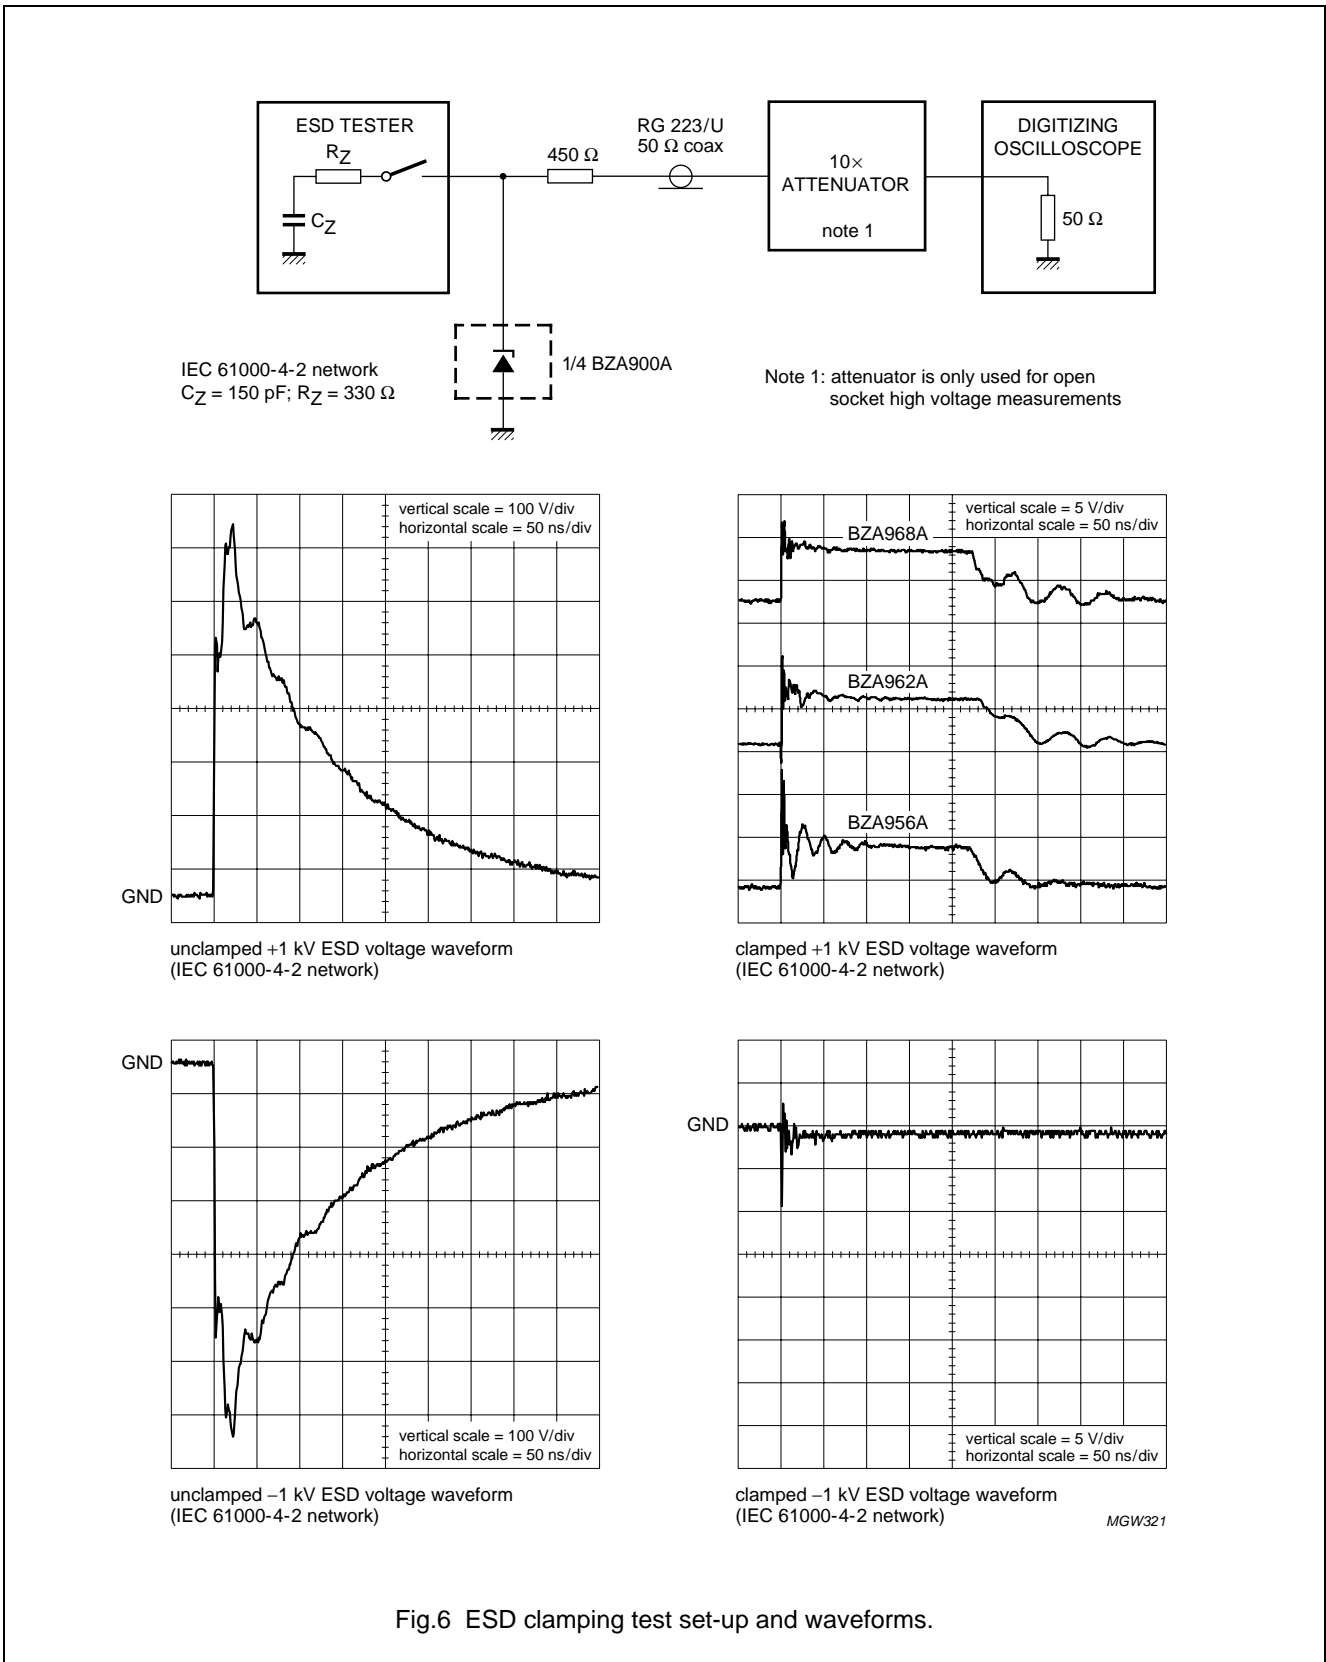 ESD TESTER
RZ
CZ
450 Ω
RG 223/U
50 Ω coax
10×
ATTENUATOR
note 1
DIGITIZING
OSCILLOSCOPE
50 Ω
1/4 BZA900A
IEC 61000-4-2 network
CZ = 150 pF; RZ = 330 Ω
Note 1: attenuator is only used for open
socket high voltage measurements
vertical scale = 100 V/div
horizontal scale = 50 ns/div
GND
unclamped +1 kV ESD voltage waveform
(IEC 61000-4-2 network)
vertical scale = 5 V/div
horizontal scale = 50 ns/div
BZA968A
BZA962A
BZA956A
clamped +1 kV ESD voltage waveform
(IEC 61000-4-2 network)
GND
vertical scale = 100 V/div
horizontal scale = 50 ns/div
unclamped −1 kV ESD voltage waveform
(IEC 61000-4-2 network)
GND
vertical scale = 5 V/div
horizontal scale = 50 ns/div
clamped −1 kV ESD voltage waveform
(IEC 61000-4-2 network)
MGW321
Fig.6 ESD clamping test set-up and waveforms.